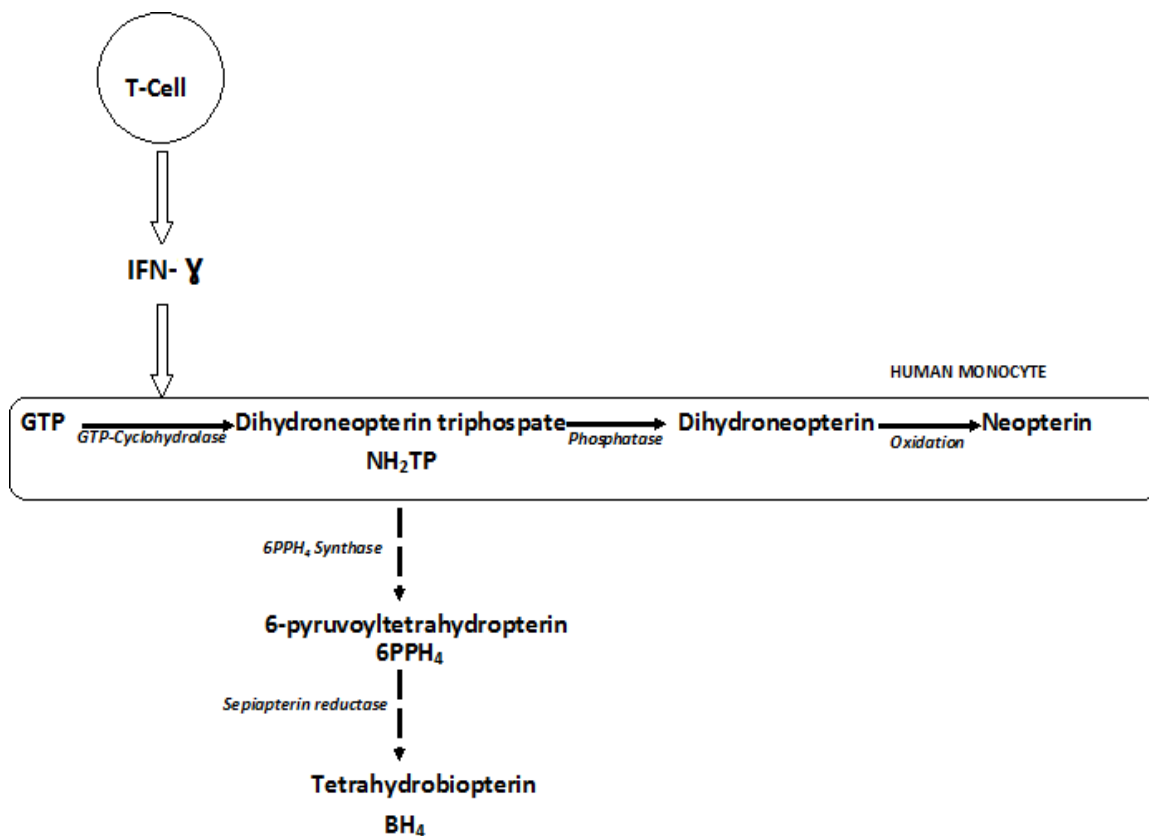 T-Cell
IFN- Ɣ
HUMAN MONOCYTE
GTP
GTP-Cyclohydrolase
Dihydroneopterin triphospate
NH₂TP
Phosphatase
Dihydroneopterin
Oxidation
Neopterin
6PPH₄ Synthase
6-pyruvoyltetrahydropterin
6PPH₄
Sepiapterin reductase
Tetrahydrobiopterin
BH₄